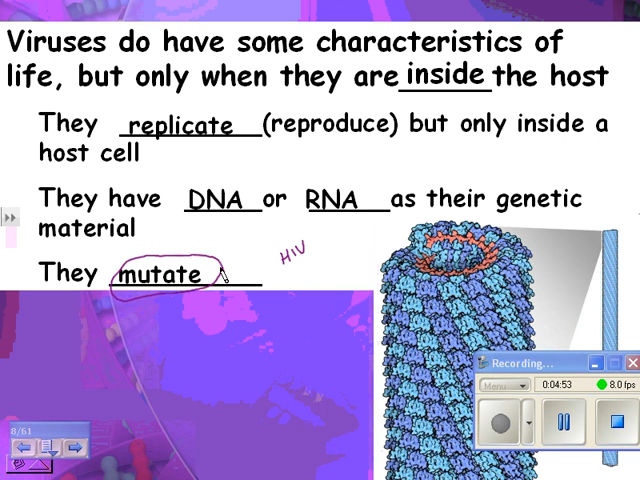 Viruses do have some characteristics of
life, but only when they are inside the host
They replicate (reproduce) but only inside a
host cell
They have DNA or RNA as their genetic
material
They mutate
HIV
Recording...
Menu 0:04:53 8.0 fps
8/61